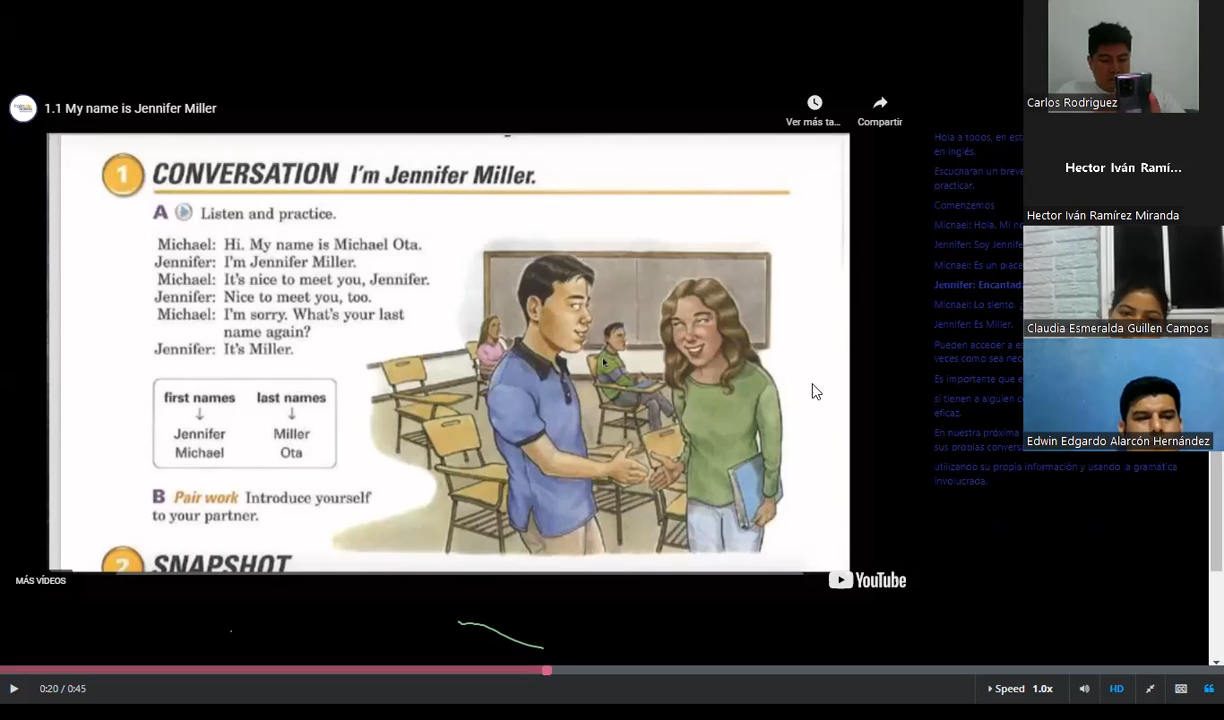 1.1 My name is Jennifer Miller
Ver más ta...
Compartir
1 CONVERSATION I'm Jennifer Miller.
A Listen and practice.
Michael: Hi. My name is Michael Ota.
Jennifer: I'm Jennifer Miller.
Michael: It's nice to meet you, Jennifer.
Jennifer: Nice to meet you, too.
Michael: I'm sorry. What's your last
name again?
Jennifer: It's Miller.
first names last names
Jennifer Miller
Michael Ota
B Pair work Introduce yourself
to your partner.
2 SNAPSHOT
MÁS VÍDEOS
YouTube
Hola a todos, en est
en inglés.
Escucharan un breve
practicar.
Comenzemos
Michael: Hola. Mi no
Jennifer: Soy Jennife
Michael: Es un place
Jennifer: Encantad
Michael: Lo siento,
Jennifer: Es Miller.
Pueden acceder a es
veces como sea nece
Es importante que e
si tienen a alguien c
eficaz.
En nuestra próxima
sus propias convers
utilizando su propia información y usando la gramática
involucrada.
Carlos Rodriguez
Hector Iván Ramí...
Hector Iván Ramírez Miranda
Claudia Esmeralda Guillen Campos
Edwin Edgardo Alarcón Hernández
0:20 / 0:45
Speed 1.0x
HD